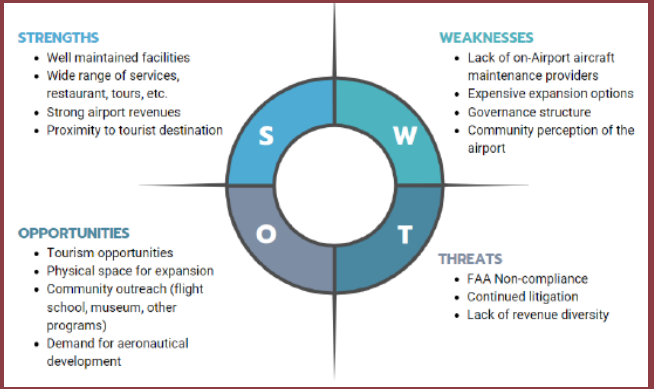 STRENGTHS
Well maintained facilities
Wide range of services,
restaurant, tours, etc.
Strong airport revenues
Proximity to tourist destination
WEAKNESSES
Lack of on-Airport aircraft
maintenance providers
Expensive expansion options
Governance structure
Community perception of the
airport
S
W
O
T
OPPORTUNITIES
Tourism opportunities
Physical space for expansion
Community outreach (flight
school, museum, other
programs)
Demand for aeronautical
development
THREATS
FAA Non-compliance
Continued litigation
Lack of revenue diversity